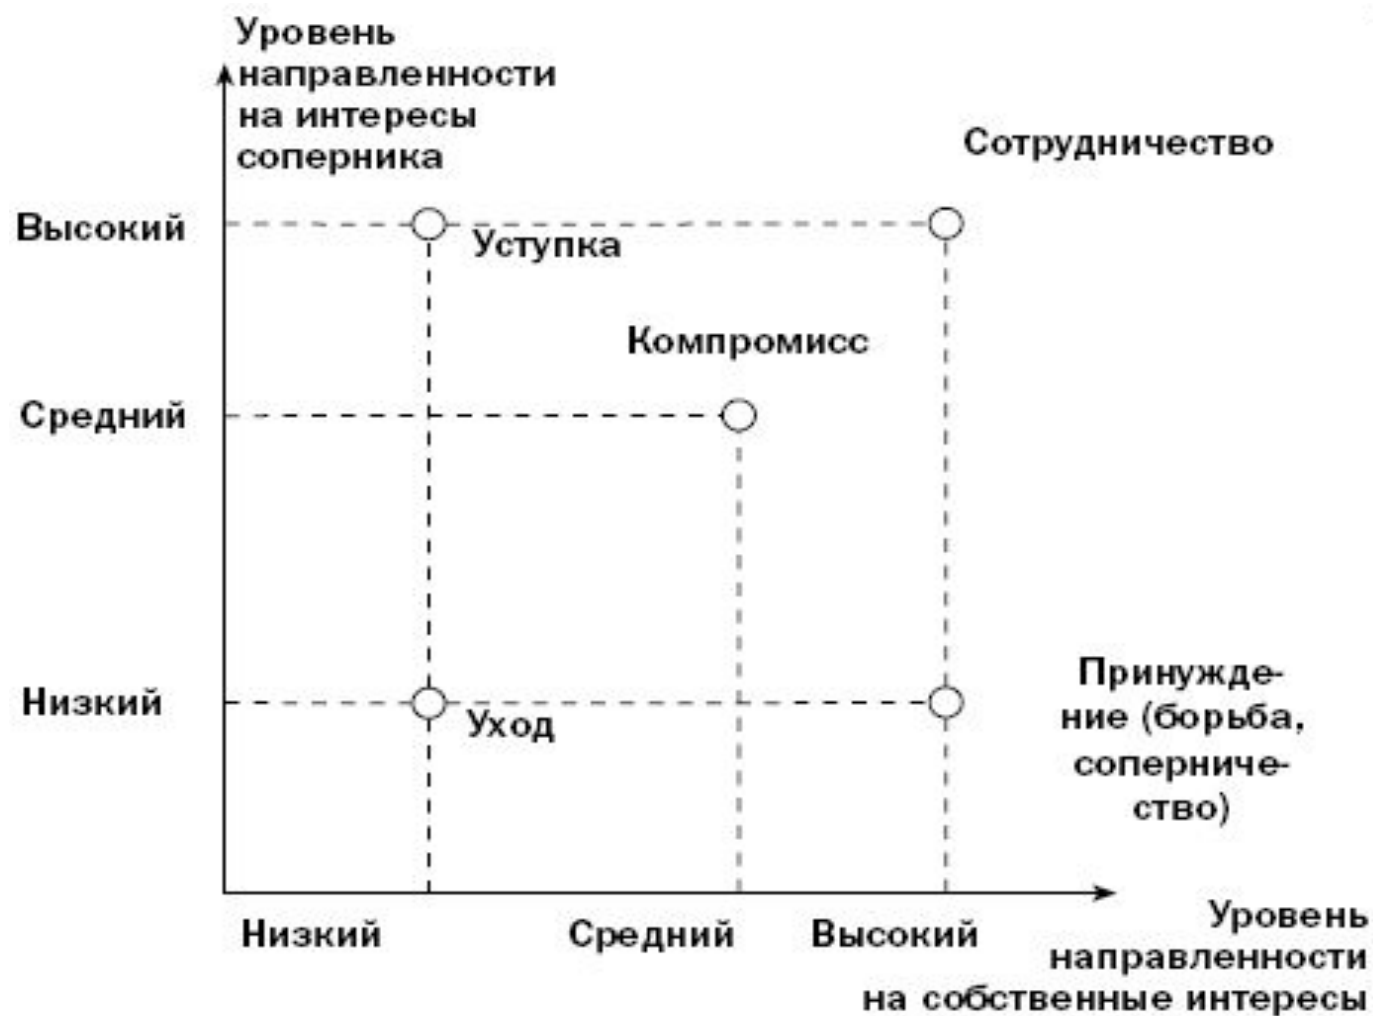 Уровень
направленности
на интересы
соперника
Сотрудничество
Высокий
Уступка
Компромисс
Средний
Принужде-
ние (борьба,
соперниче-
ство)
Низкий
Уход
Низкий
Средний
Высокий
Уровень
направленности
на собственные интересы